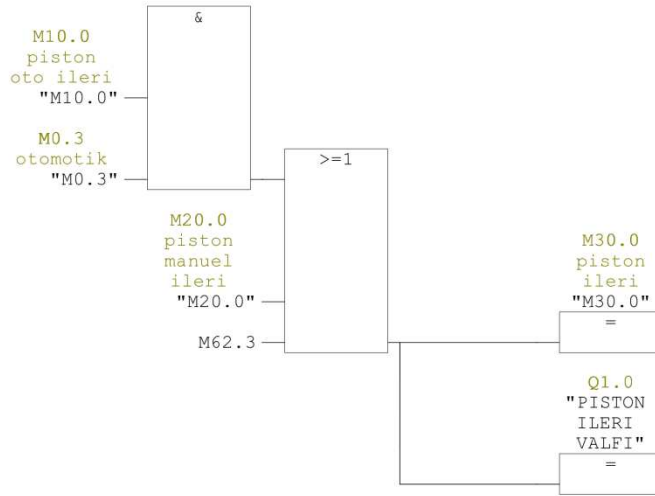 &
M10.0
piston
oto ileri
"M10.0"
M0.3
otomotik
"M0.3"
>=1
M20.0
piston
manuel
ileri
"M20.0"
M62.3
M30.0
piston
ileri
"M30.0"
=
Q1.0
"PISTON
ILERI
VALFI"
=